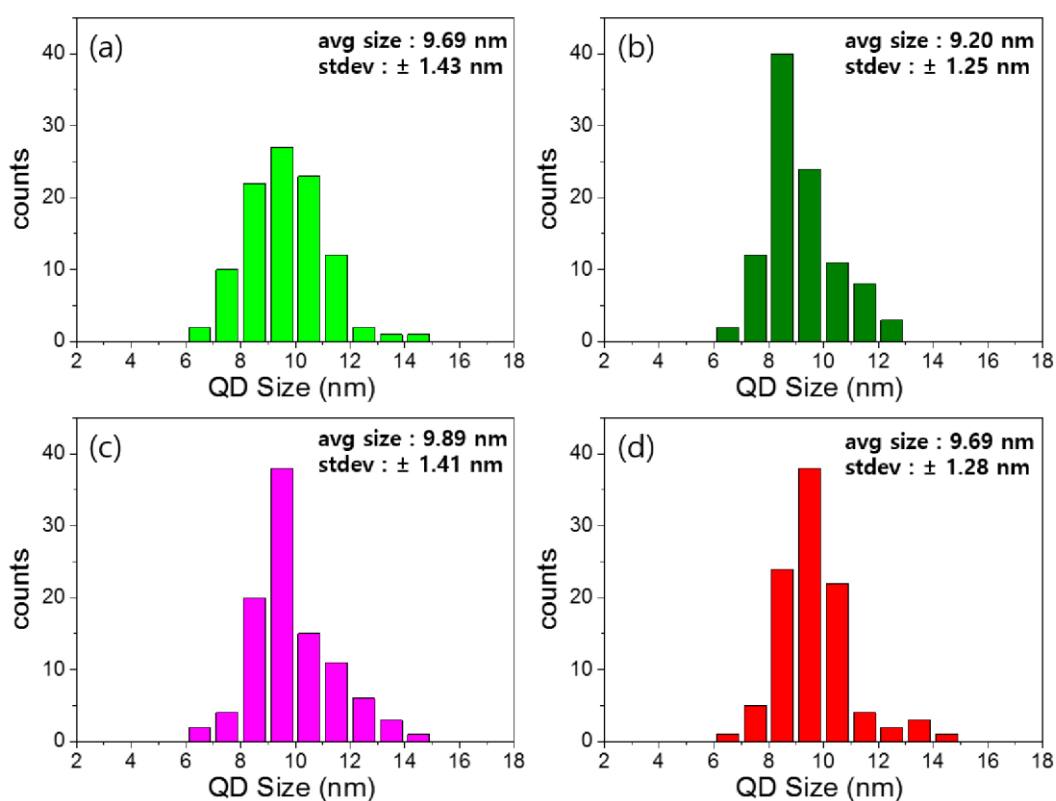 (a)
avg size : 9.69 nm
stdev : ± 1.43 nm
counts
40
30
20
10
0
2 4 6 8 10 12 14 16 18
QD Size (nm)
(b)
avg size : 9.20 nm
stdev : ± 1.25 nm
counts
40
30
20
10
0
2 4 6 8 10 12 14 16 18
QD Size (nm)
(c)
avg size : 9.89 nm
stdev : ± 1.41 nm
counts
40
30
20
10
0
2 4 6 8 10 12 14 16 18
QD Size (nm)
(d)
avg size : 9.69 nm
stdev : ± 1.28 nm
counts
40
30
20
10
0
2 4 6 8 10 12 14 16 18
QD Size (nm)